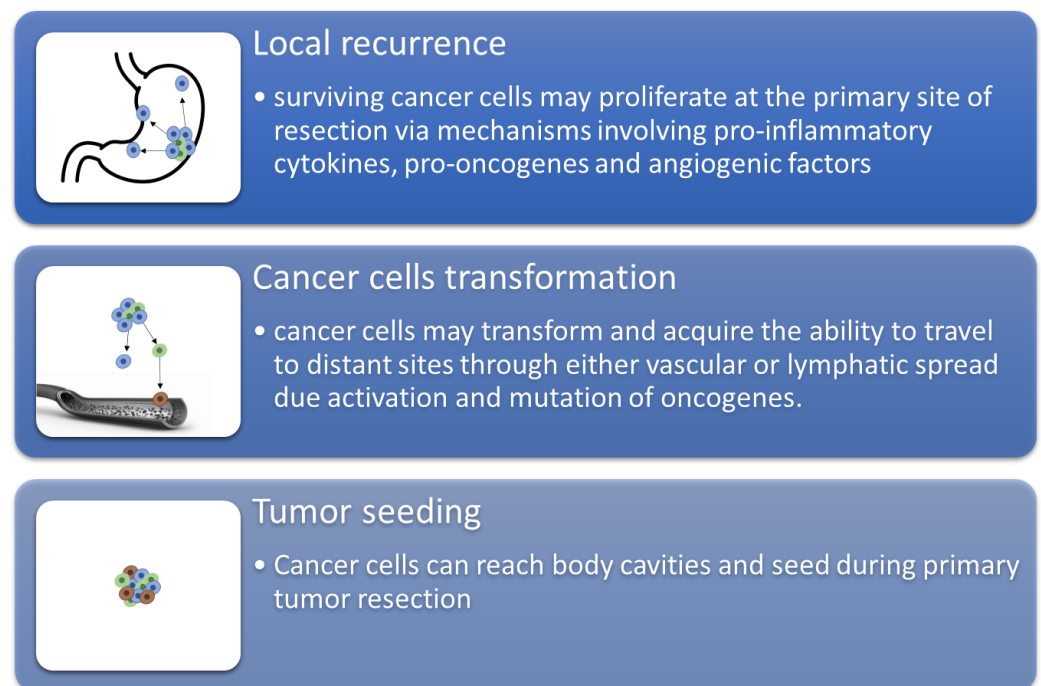 Local recurrence
• surviving cancer cells may proliferate at the primary site of
resection via mechanisms involving pro-inflammatory
cytokines, pro-oncogenes and angiogenic factors
Cancer cells transformation
• cancer cells may transform and acquire the ability to travel
to distant sites through either vascular or lymphatic spread
due activation and mutation of oncogenes.
Tumor seeding
• Cancer cells can reach body cavities and seed during primary
tumor resection